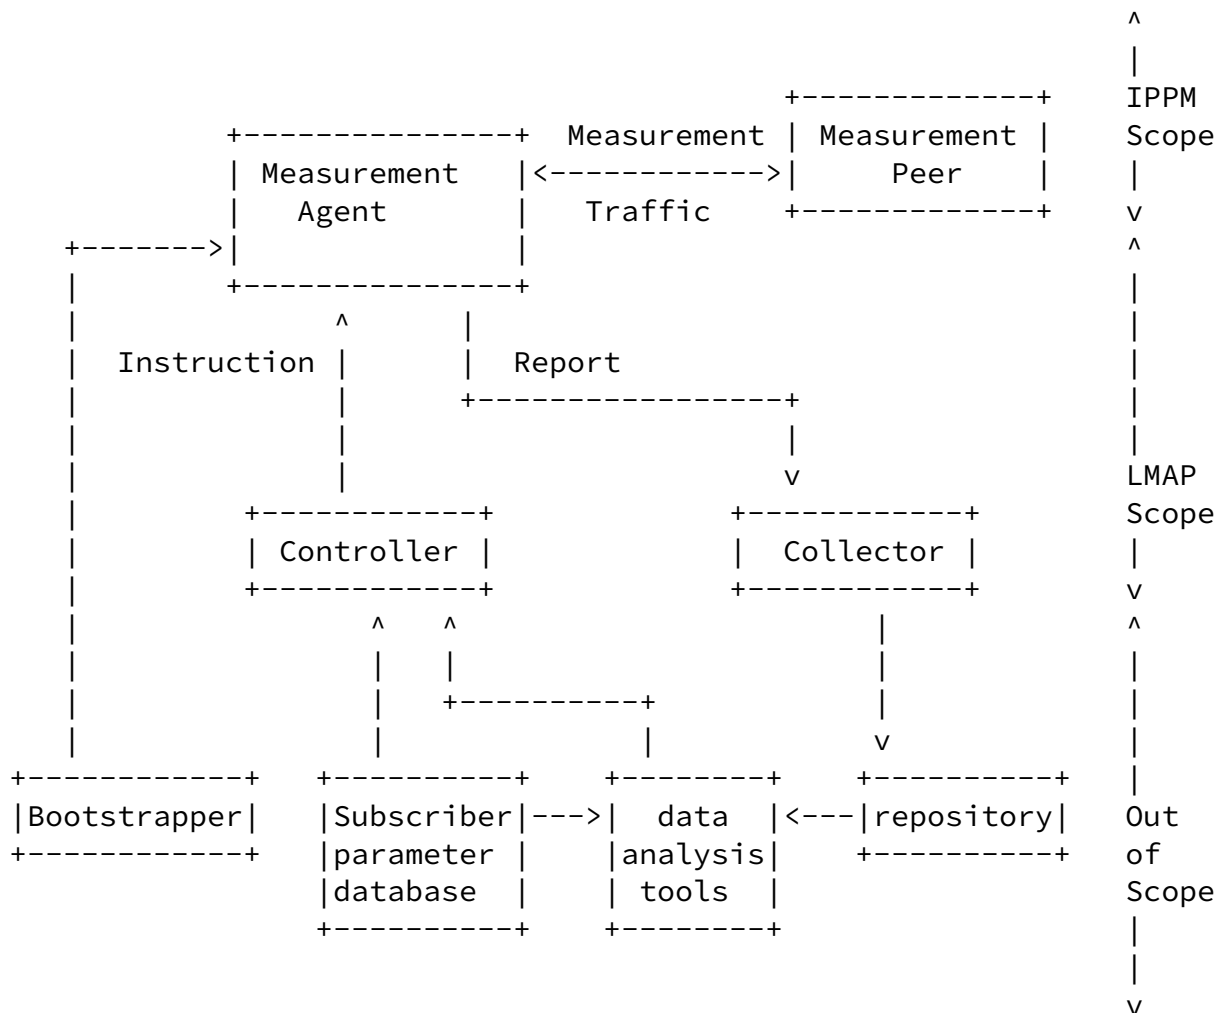 IPPM
Measurement Measurement Scope
Measurement Peer
Agent Traffic
Instruction Report
LMAP
Scope
Controller Collector
Bootstrapper Subscriber data repository Out
parameter analysis of
database tools Scope